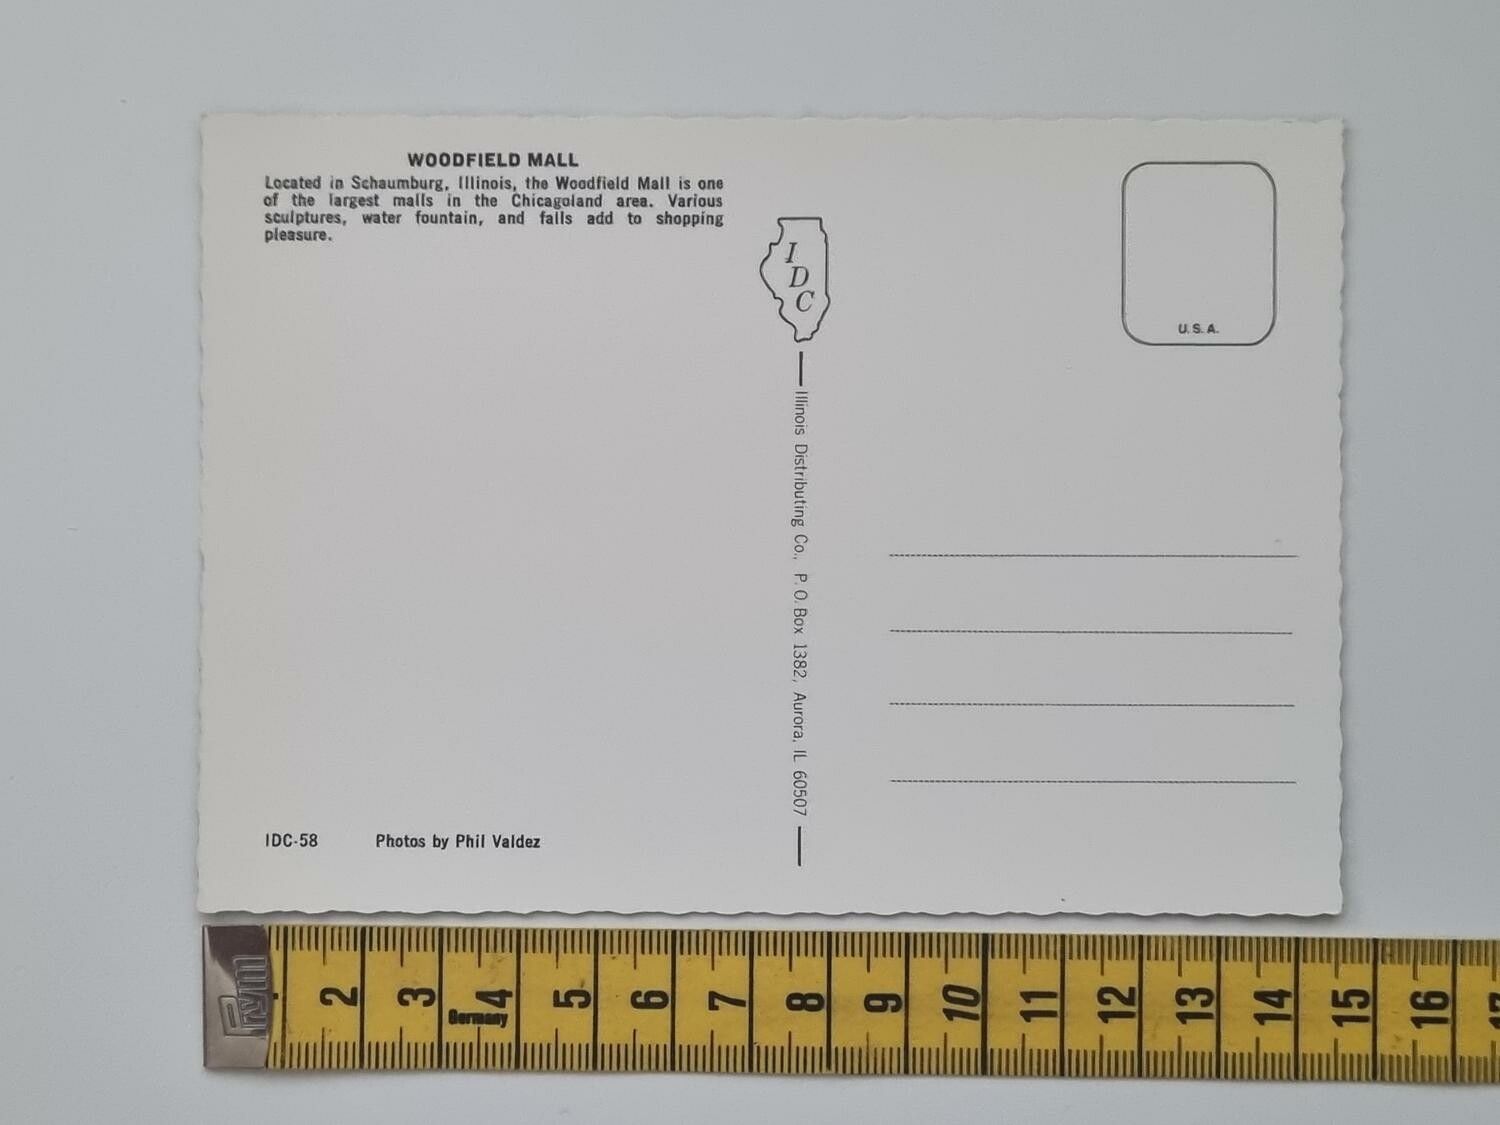 WOODFIELD MALL
Located in Schaumburg, Illinois, the Woodfield Mall is one
of the largest malls in the Chicagoland area. Various
sculptures, water fountain, and falls add to shopping
pleasure.
I
D
C
U.S.A.
Illinois Distributing Co., P.O. Box 1382, Aurora, IL 60507
IDC-58 Photos by Phil Valdez
Prym
2 3 4 5 6 7 8 9 10 11 12 13 14 15 16 17
Germany